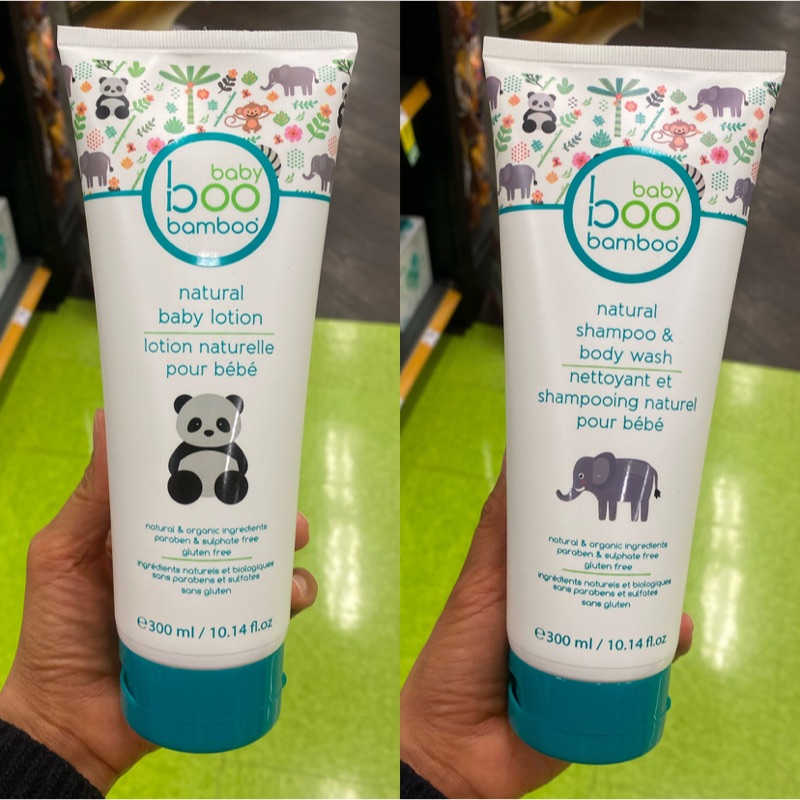 baby
boo
bamboo®
natural
baby lotion
lotion naturelle
pour bébé
natural & organic ingredients
paraben & sulphate free
gluten free
ingrédients naturels et biologiques
sans parabens et sulfates
sans gluten
℮300 ml / 10.14 fl.oz
baby
boo
bamboo®
natural
shampoo &
body wash
nettoyant et
shampooing naturel
pour bébé
natural & organic ingredients
paraben & sulphate free
gluten free
ingrédients naturels et biologiques
sans parabens et sulfates
sans gluten
℮300 ml / 10.14 fl.oz